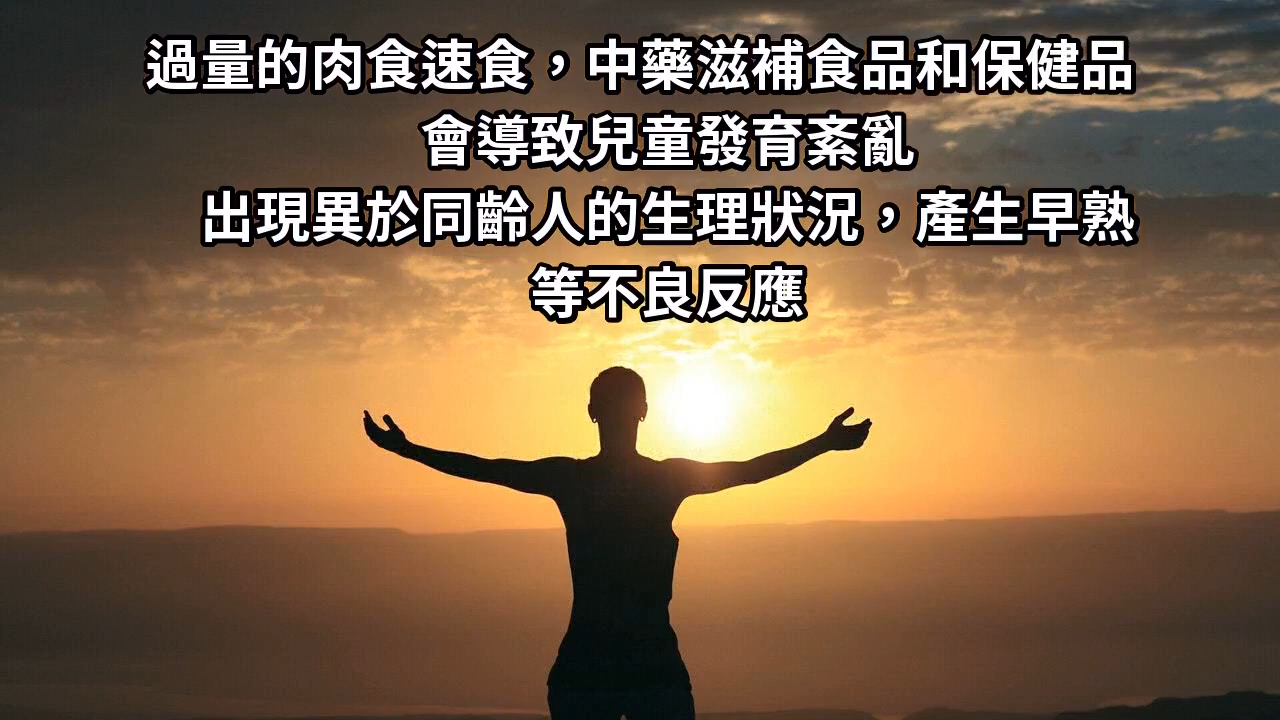 過量的肉食速食，中藥滋補食品和保健品
會導致兒童發育紊亂
出現異於同齡人的生理狀況，產生早熟
等不良反應